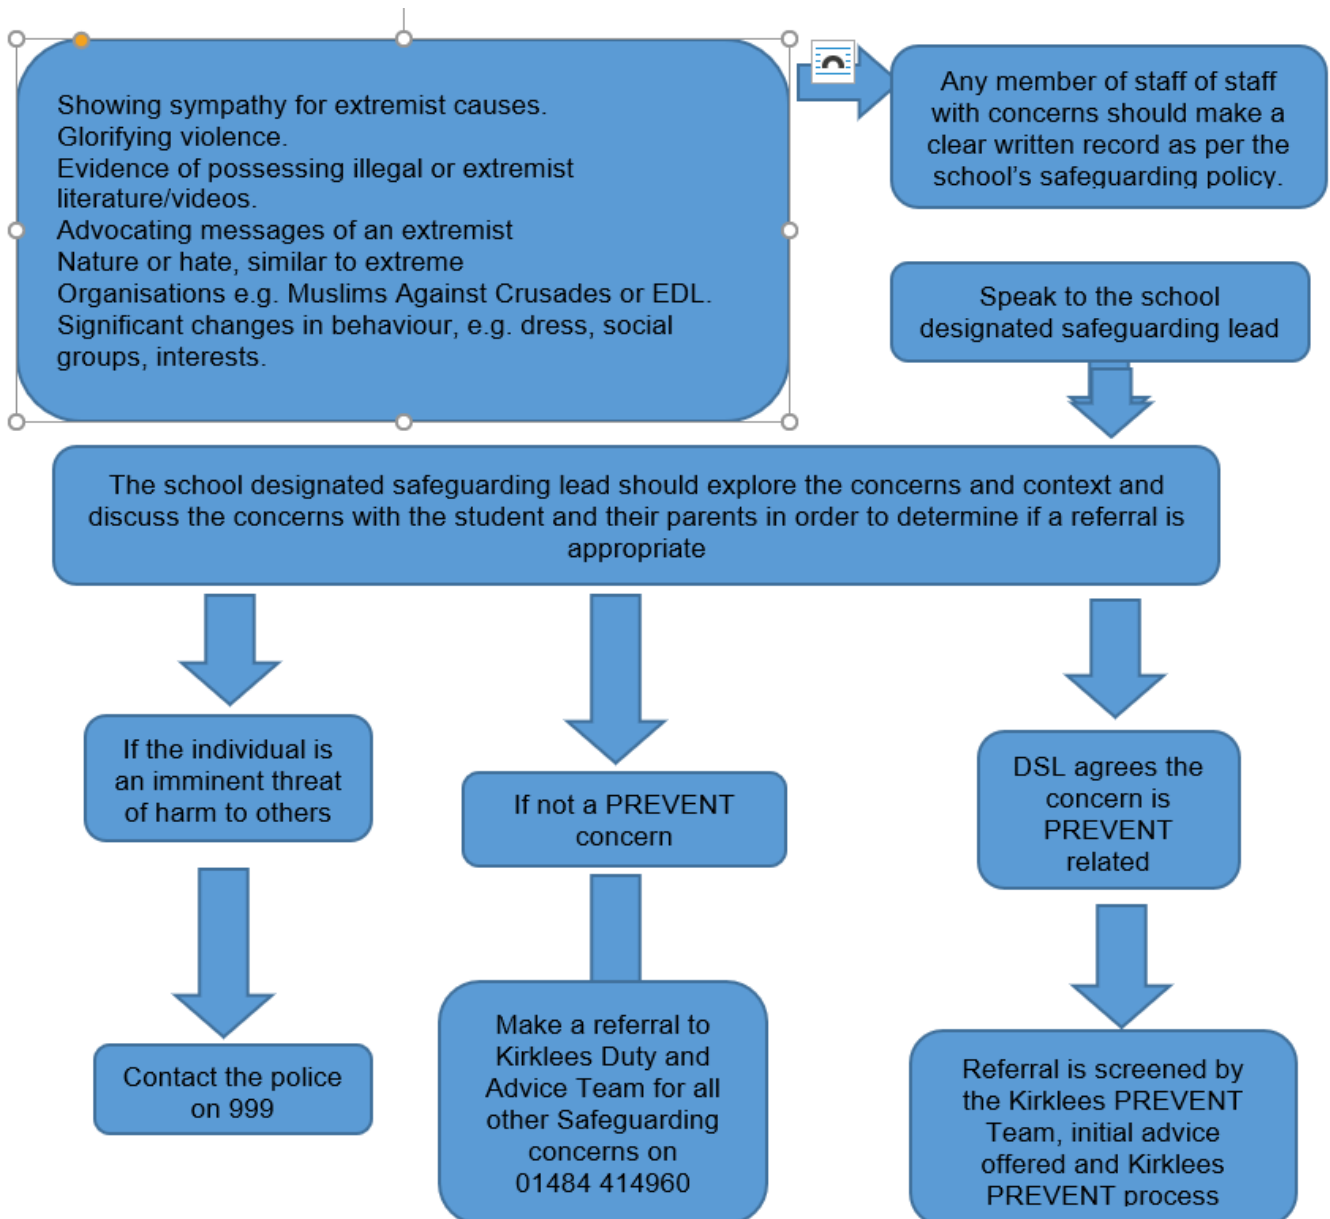 Showing sympathy for extremist causes.
Glorifying violence.
Evidence of possessing illegal or extremist
literature/videos.
Advocating messages of an extremist
Nature or hate, similar to extreme
Organisations e.g. Muslims Against Crusades or EDL.
Significant changes in behaviour, e.g. dress, social
groups, interests.
Any member of staff of staff
with concerns should make a
clear written record as per the
school’s safeguarding policy.
Speak to the school
designated safeguarding lead
The school designated safeguarding lead should explore the concerns and context and
discuss the concerns with the student and their parents in order to determine if a referral is
appropriate
If the individual is
an imminent threat
of harm to others
Contact the police
on 999
If not a PREVENT
concern
Make a referral to
Kirklees Duty and
Advice Team for all
other Safeguarding
concerns on
01484 414960
DSL agrees the
concern is
PREVENT
related
Referral is screened by
the Kirklees PREVENT
Team, initial advice
offered and Kirklees
PREVENT process